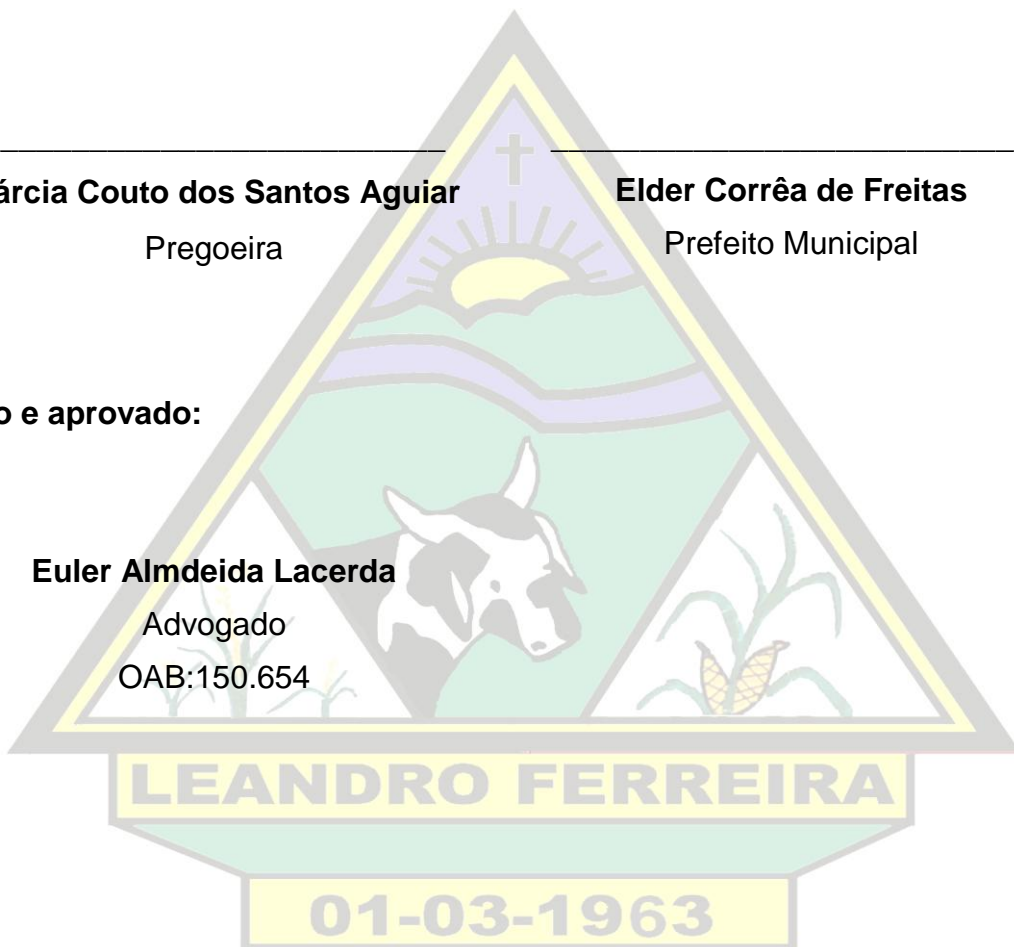 árcia Couto dos Santos Aguiar
Pregoeira
Elder Corrêa de Freitas
Prefeito Municipal
o e aprovado:
Euler Almdeida Lacerda
Advogado
OAB:150.654
LEANDRO FERREIRA
01-03-1963